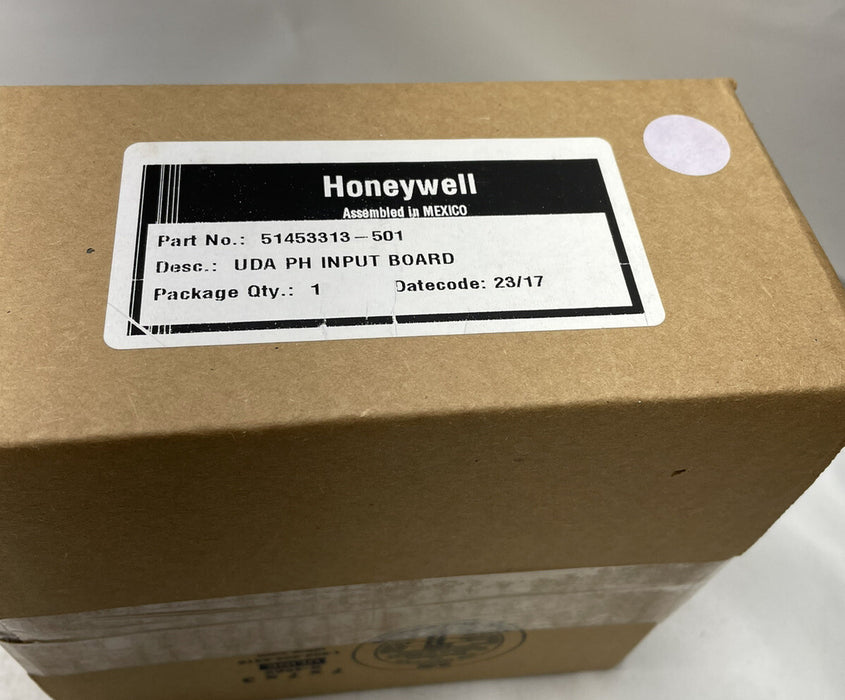 Honeywell
Assembled in MEXICO
Part No.: 51453313-501
Desc.: UDA PH INPUT BOARD
Package Qty.: 1 Datecode: 23/17